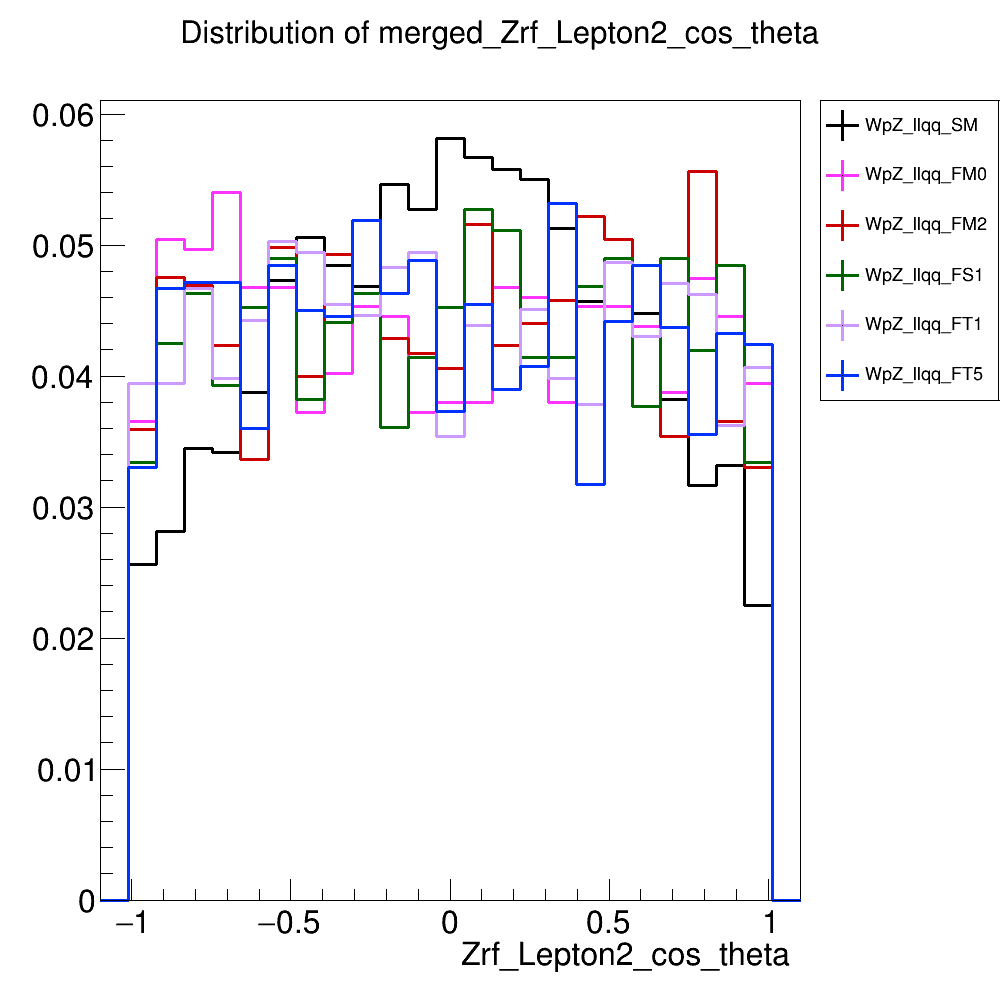 Distribution of merged_Zrf_Lepton2_cos_theta
0.06
0.05
0.04
0.03
0.02
0.01
0
−1
−0.5
0
0.5
1
Zrf_Lepton2_cos_theta
WpZ_llqq_SM
WpZ_llqq_FM0
WpZ_llqq_FM2
WpZ_llqq_FS1
WpZ_llqq_FT1
WpZ_llqq_FT5